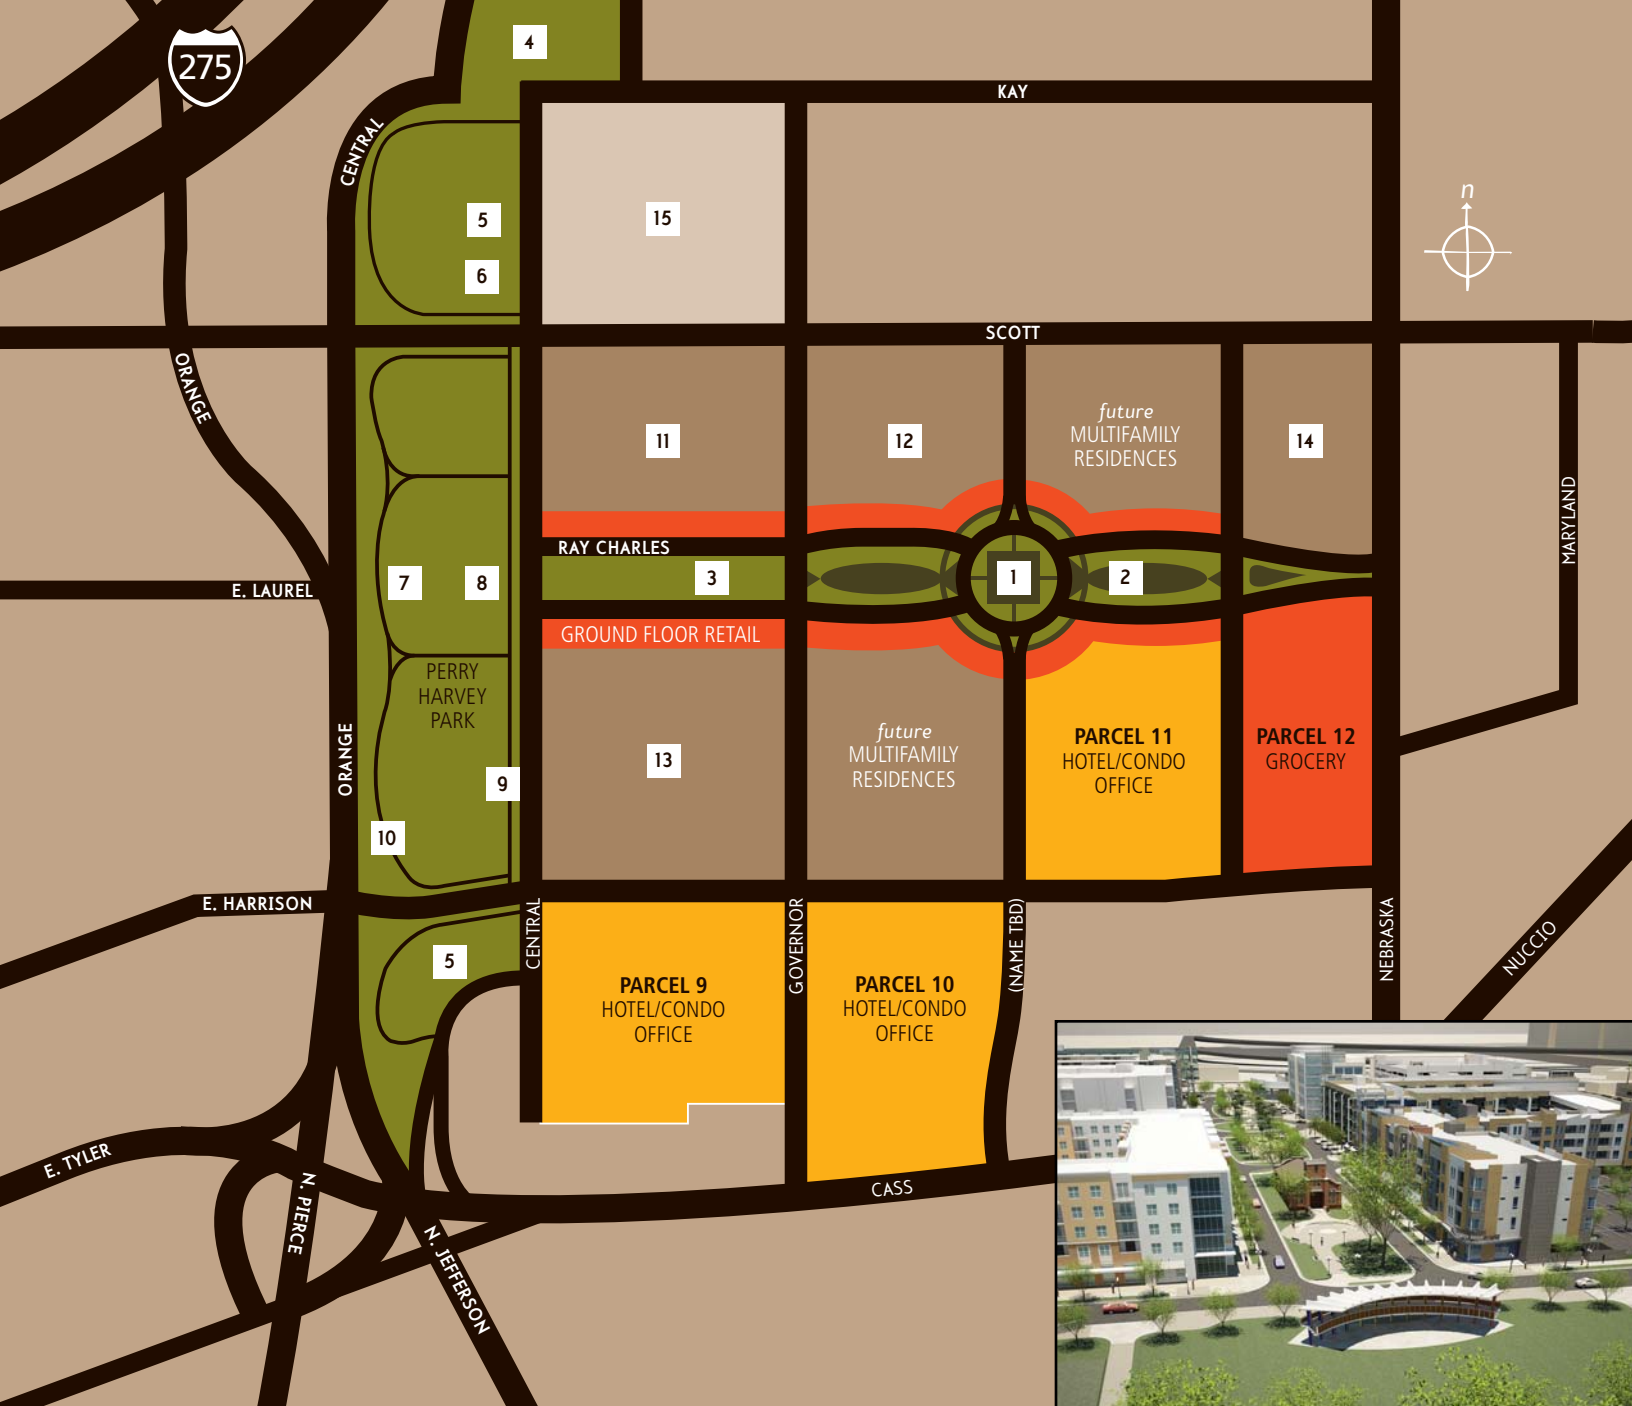 4
275
KAY
CENTRAL
n
5
15
6
SCOTT
ORANGE
future
MULTIFAMILY
RESIDENCES
11
12
14
MARYLAND
RAY CHARLES
E. LAUREL
7
8
3
1
2
GROUND FLOOR RETAIL
PERRY
HARVEY
PARK
ORANGE
9
10
13
future
MULTIFAMILY
RESIDENCES
PARCEL 11
HOTEL/CONDO
OFFICE
PARCEL 12
GROCERY
E. HARRISON
CENTRAL
GOVERNOR
(NAME TBD)
NEBRASKA
NUCCIO
5
PARCEL 9
HOTEL/CONDO
OFFICE
PARCEL 10
HOTEL/CONDO
OFFICE
E. TYLER
N. PIERCE
CASS
N. JEFFERSON